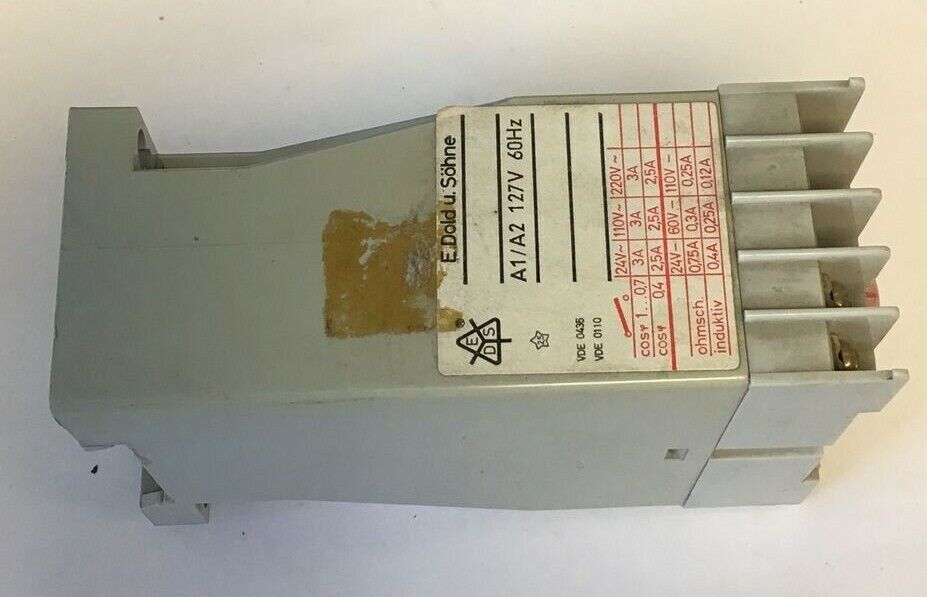 E. Dold u. Söhne
A1/A2 127V 60Hz
E D S ®
VDE 0435
VDE 0110
24V~ 110V~ 220V~
cosφ 1...0,7 3A 3A 3A
cosφ 0,4 2,5A 2,5A 2,5A
24V- 60V- 110V-
ohmsch. 0,75A 0,3A 0,25A
induktiv 0,4A 0,25A 0,12A